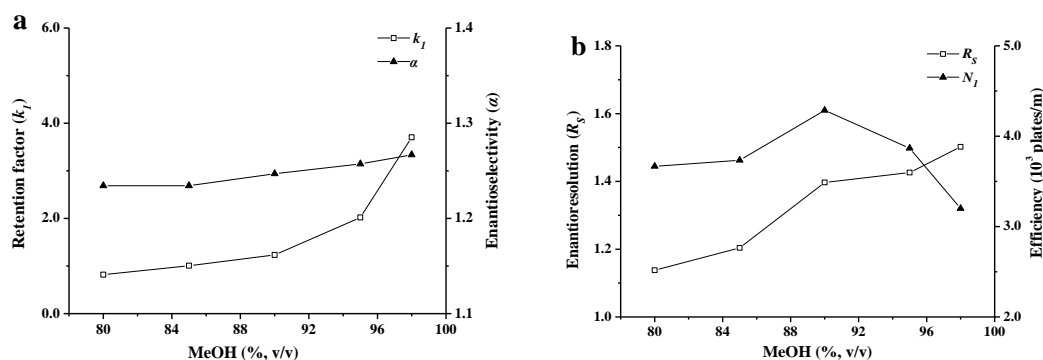 a
6.0
4.0
2.0
0.0
Retention factor (k1)
1.4
1.3
1.2
1.1
Enantioselectivity (α)
k1
α
80 84 88 92 96 100
MeOH (%, v/v)
b
1.8
1.6
1.4
1.2
1.0
Enantioresolution (Rs)
5.0
4.0
3.0
2.0
Efficiency (10³ plates/m)
Rs
N1
80 84 88 92 96 100
MeOH (%, v/v)